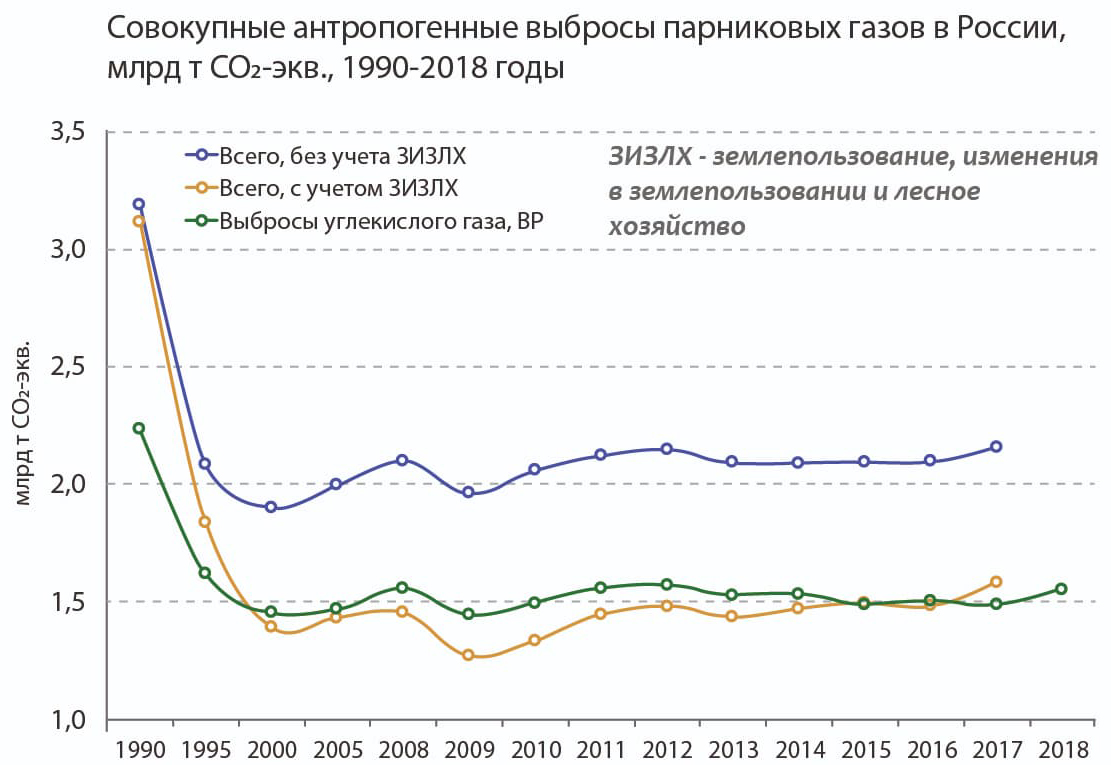 Совокупные антропогенные выбросы парниковых газов в России,
млрд т CO₂-экв., 1990-2018 годы
3,5
Всего, без учета ЗИЗЛХ
Всего, с учетом ЗИЗЛХ
Выбросы углекислого газа, BP
ЗИЗЛХ - землепользование, изменения
в землепользовании и лесное
хозяйство
3,0
2,5
2,0
1,5
1,0
млрд т CO₂-экв.
1990 1995 2000 2005 2008 2009 2010 2011 2012 2013 2014 2015 2016 2017 2018